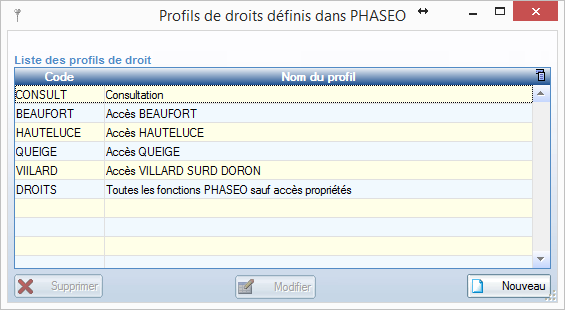 Profils de droits définis dans PHASEO
Liste des profils de droit
Code Nom du profil
CONSULT Consultation
BEAUFORT Accès BEAUFORT
HAUTELUCE Accès HAUTELUCE
QUEIGE Accès QUEIGE
VIILARD Accès VILLARD SURD DORON
DROITS Toutes les fonctions PHASEO sauf accès propriétés
Supprimer Modifier Nouveau